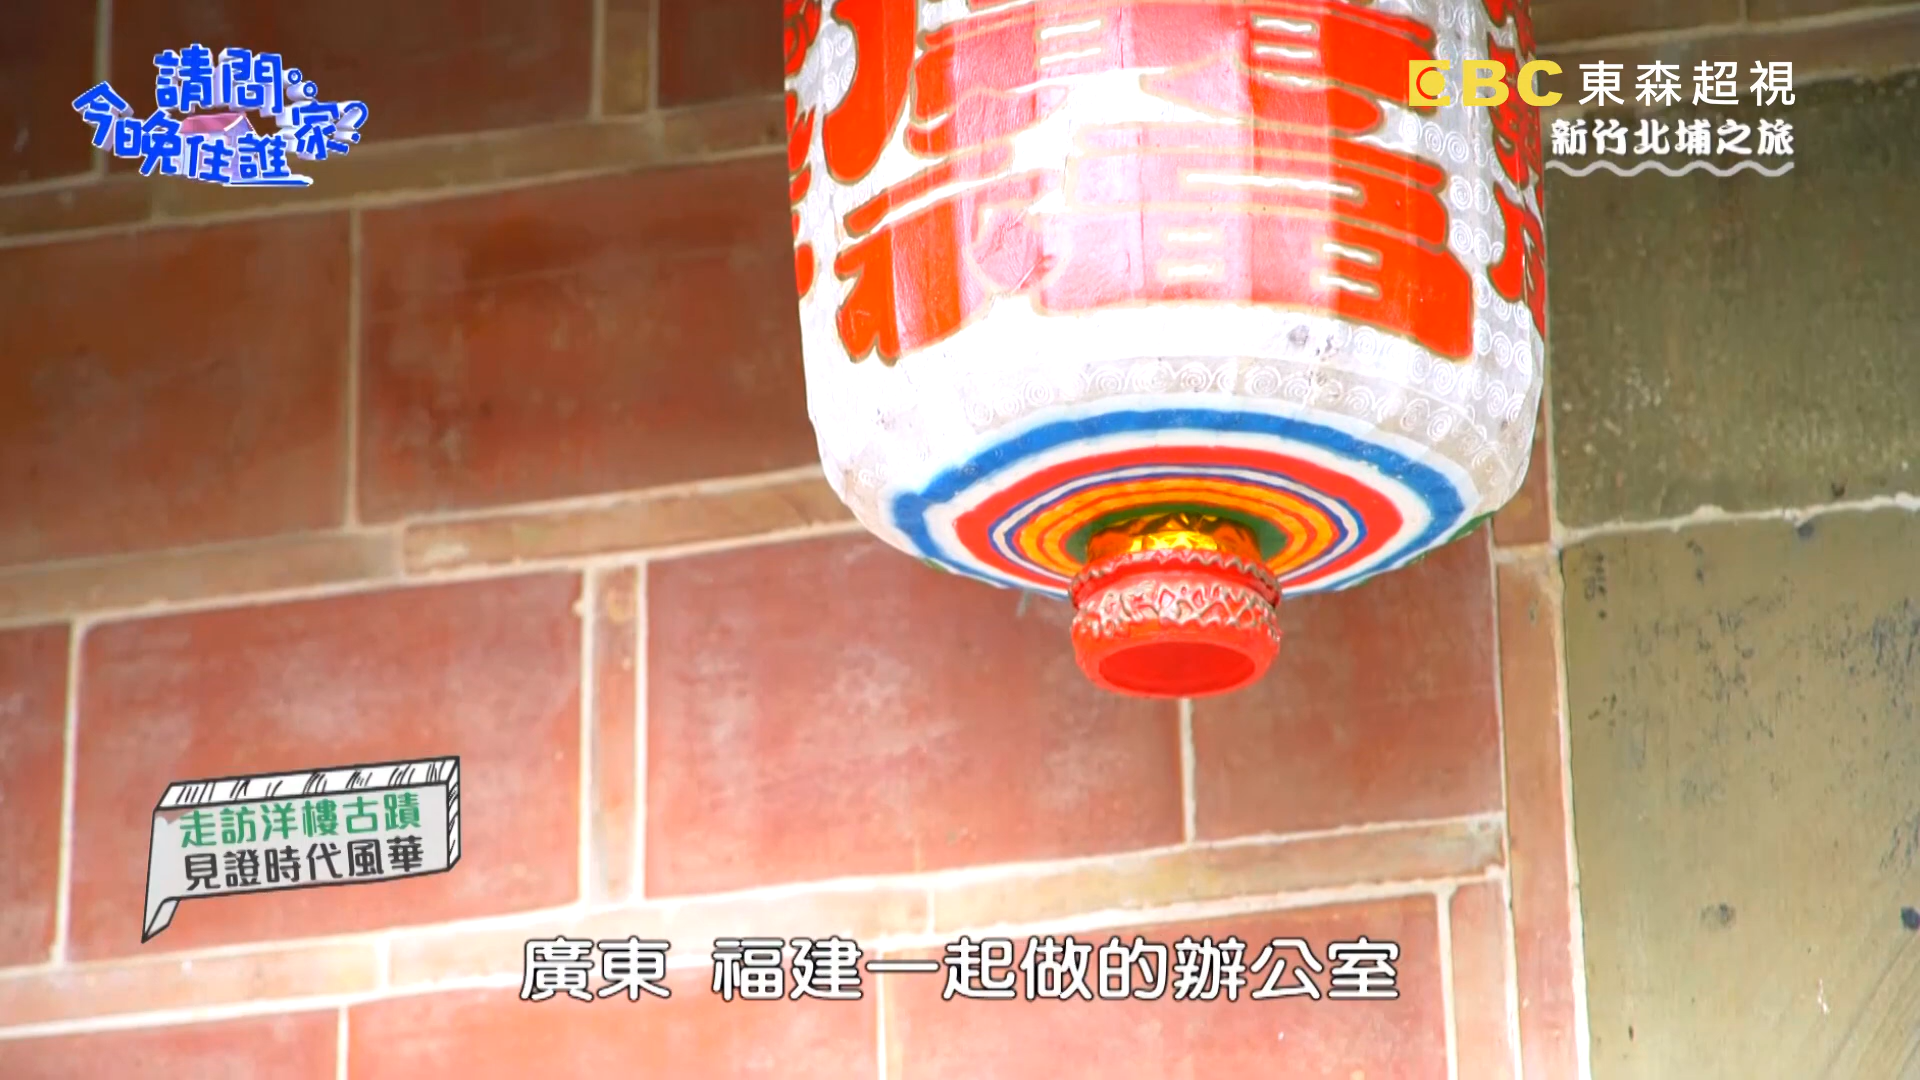 請問
今晚住誰家?
EBC 東森超視
新竹北埔之旅
走訪洋樓古蹟
見證時代風華
廣東 福建一起做的辦公室